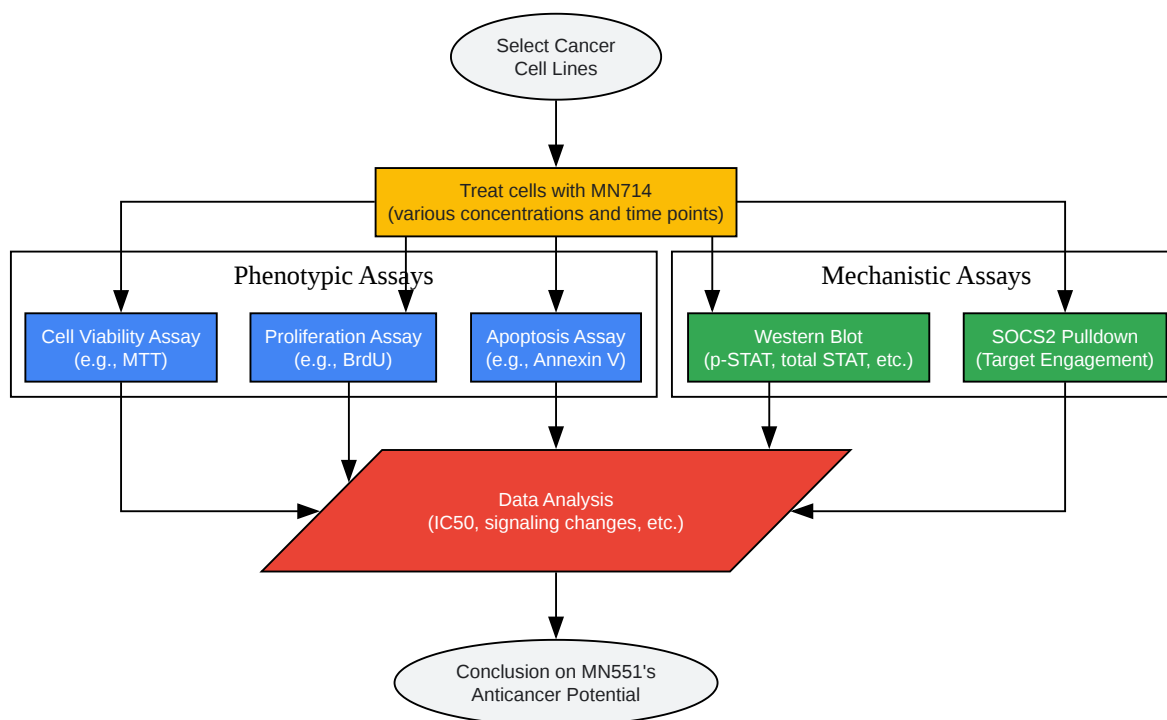 Select Cancer
Cell Lines
Treat cells with MN714
(various concentrations and time points)
Phenotypic Assays
Mechanistic Assays
Cell Viability Assay
(e.g., MTT)
Proliferation Assay
(e.g., BrdU)
Apoptosis Assay
(e.g., Annexin V)
Western Blot
(p-STAT, total STAT, etc.)
SOCS2 Pulldown
(Target Engagement)
Data Analysis
(IC50, signaling changes, etc.)
Conclusion on MN551's
Anticancer Potential